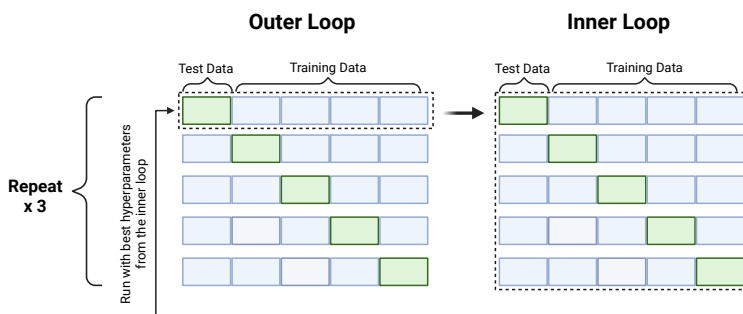 Outer Loop
Inner Loop
Test Data
Training Data
Test Data
Training Data
Repeat
x 3
Run with best hyperparameters
from the inner loop